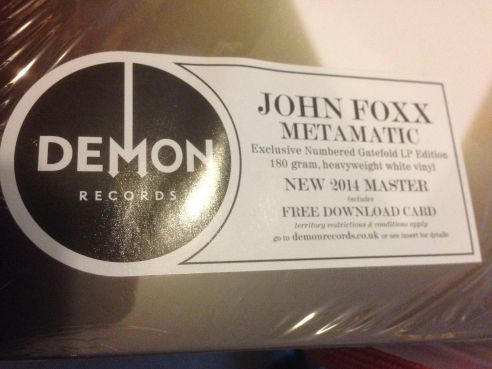 DEMON
RECORDS
JOHN FOXX
METAMATIC
Exclusive Numbered Gatefold LP Edition
180 gram, heavyweight white vinyl
NEW 2014 MASTER
includes
FREE DOWNLOAD CARD
territory restrictions & conditions apply
go to demonrecords.co.uk or see insert for details